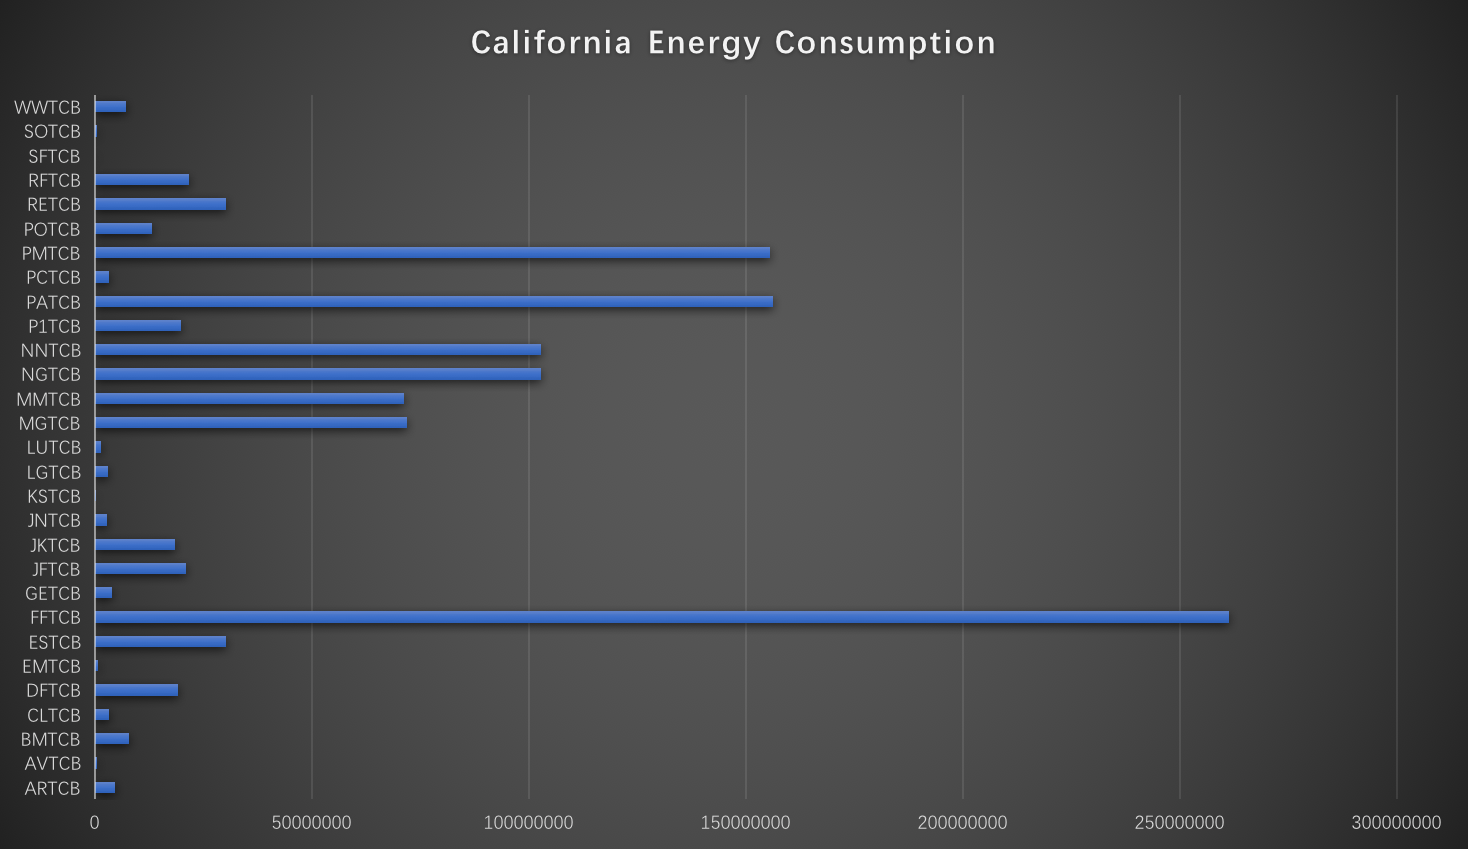 California Energy Consumption
WWTCB
SOTCB
SFTCB
RFTCB
RETCB
POTCB
PMTCB
PCTCB
PATCB
P1TCB
NNTCB
NGTCB
MMTCB
MGTCB
LUTCB
LGTCB
KSTCB
JNTCB
JKTCB
JFTCB
GETCB
FFTCB
ESTCB
EMTCB
DFTCB
CLTCB
BMTCB
AVTCB
ARTCB
0 50000000 100000000 150000000 200000000 250000000 300000000